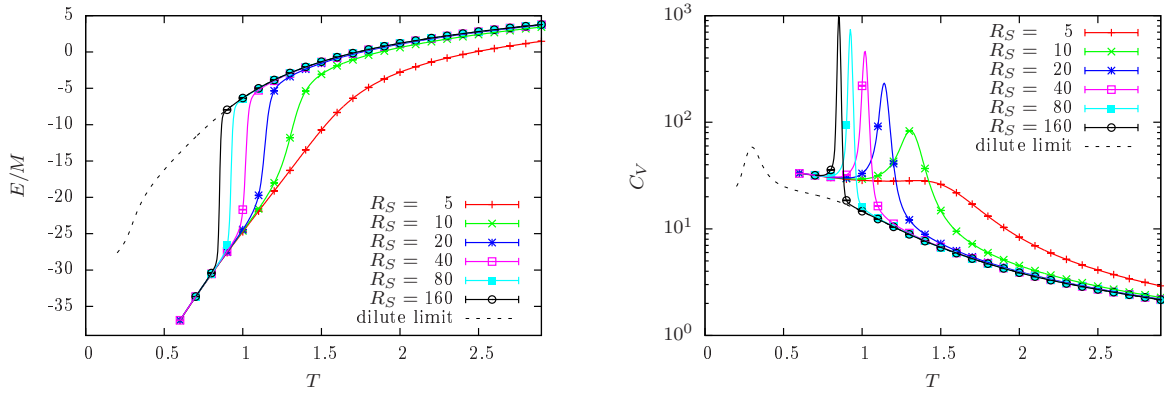 E/M
5
0
-5
-10
-15
-20
-25
-30
-35
0
0.5
1
1.5
2
2.5
T
R_S = 5
R_S = 10
R_S = 20
R_S = 40
R_S = 80
R_S = 160
dilute limit
C_V
10^3
10^2
10^1
10^0
0
0.5
1
1.5
2
2.5
T
R_S = 5
R_S = 10
R_S = 20
R_S = 40
R_S = 80
R_S = 160
dilute limit